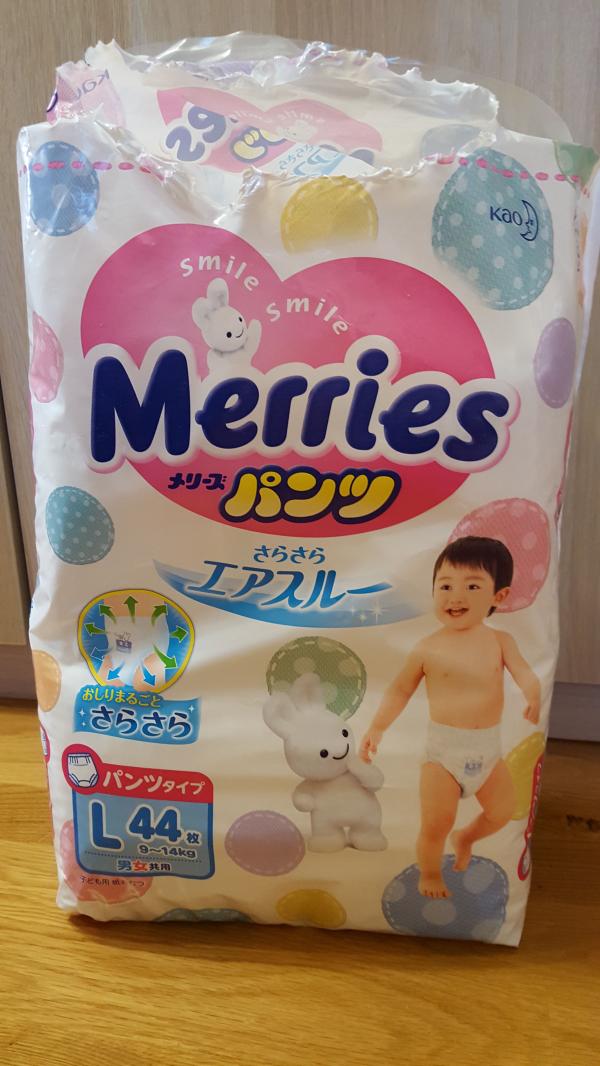 Kao
Smile Smile
Merries
メリーズ パンツ
さらさら
エアスルー
おしりまるごと
さらさら
パンツタイプ
L 44枚
9～14kg
男女共用